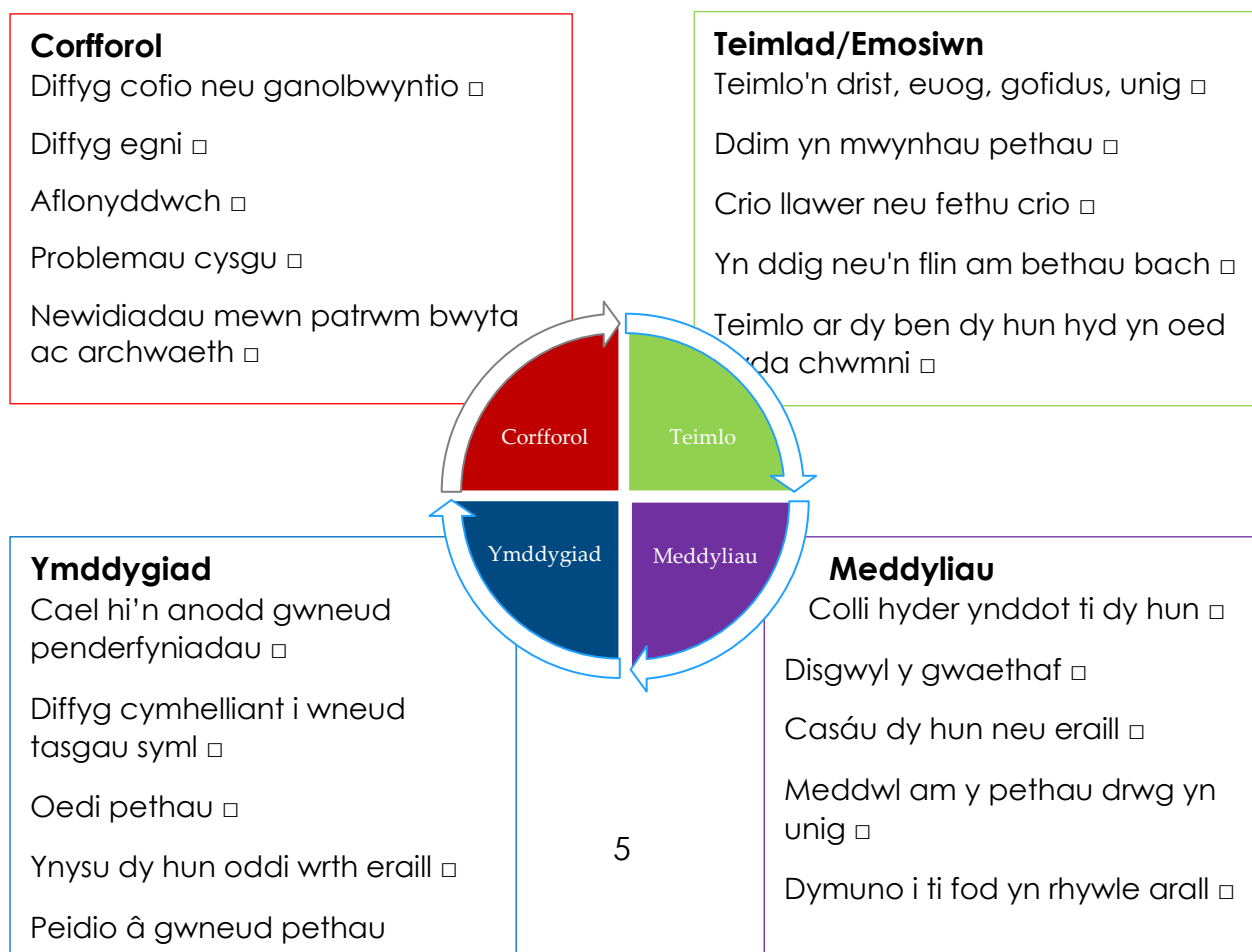 Corfforol
Diffyg cofio neu ganolbwyntio □
Diffyg egni □
Aflonyddwch □
Problemau cysgu □
Newidiadau mewn patrwm bwyta
ac archwaeth □
Teimlad/Emosiwn
Teimlo'n drist, euog, gofidus, unig □
Ddim yn mwynhau pethau □
Crio llawer neu fethu crio □
Yn ddig neu'n flin am bethau bach □
Teimlo ar dy ben dy hun hyd yn oed
chwmni □
Corfforol
Teimlo
Ymddygiad
Meddyliau
Ymddygiad
Cael hi’n anodd gwneud
penderfyniadau □
Diffyg cymhelliant i wneud
tasgau syml □
Oedi pethau □
Ynysu dy hun oddi wrth eraill □
Peidio â gwneud pethau
Meddyliau
Colli hyder ynddot ti dy hun □
Disgwyl y gwaethaf □
Casáu dy hun neu eraill □
Meddwl am y pethau drwg yn
unig □
Dymuno i ti fod yn rhywle arall □
5